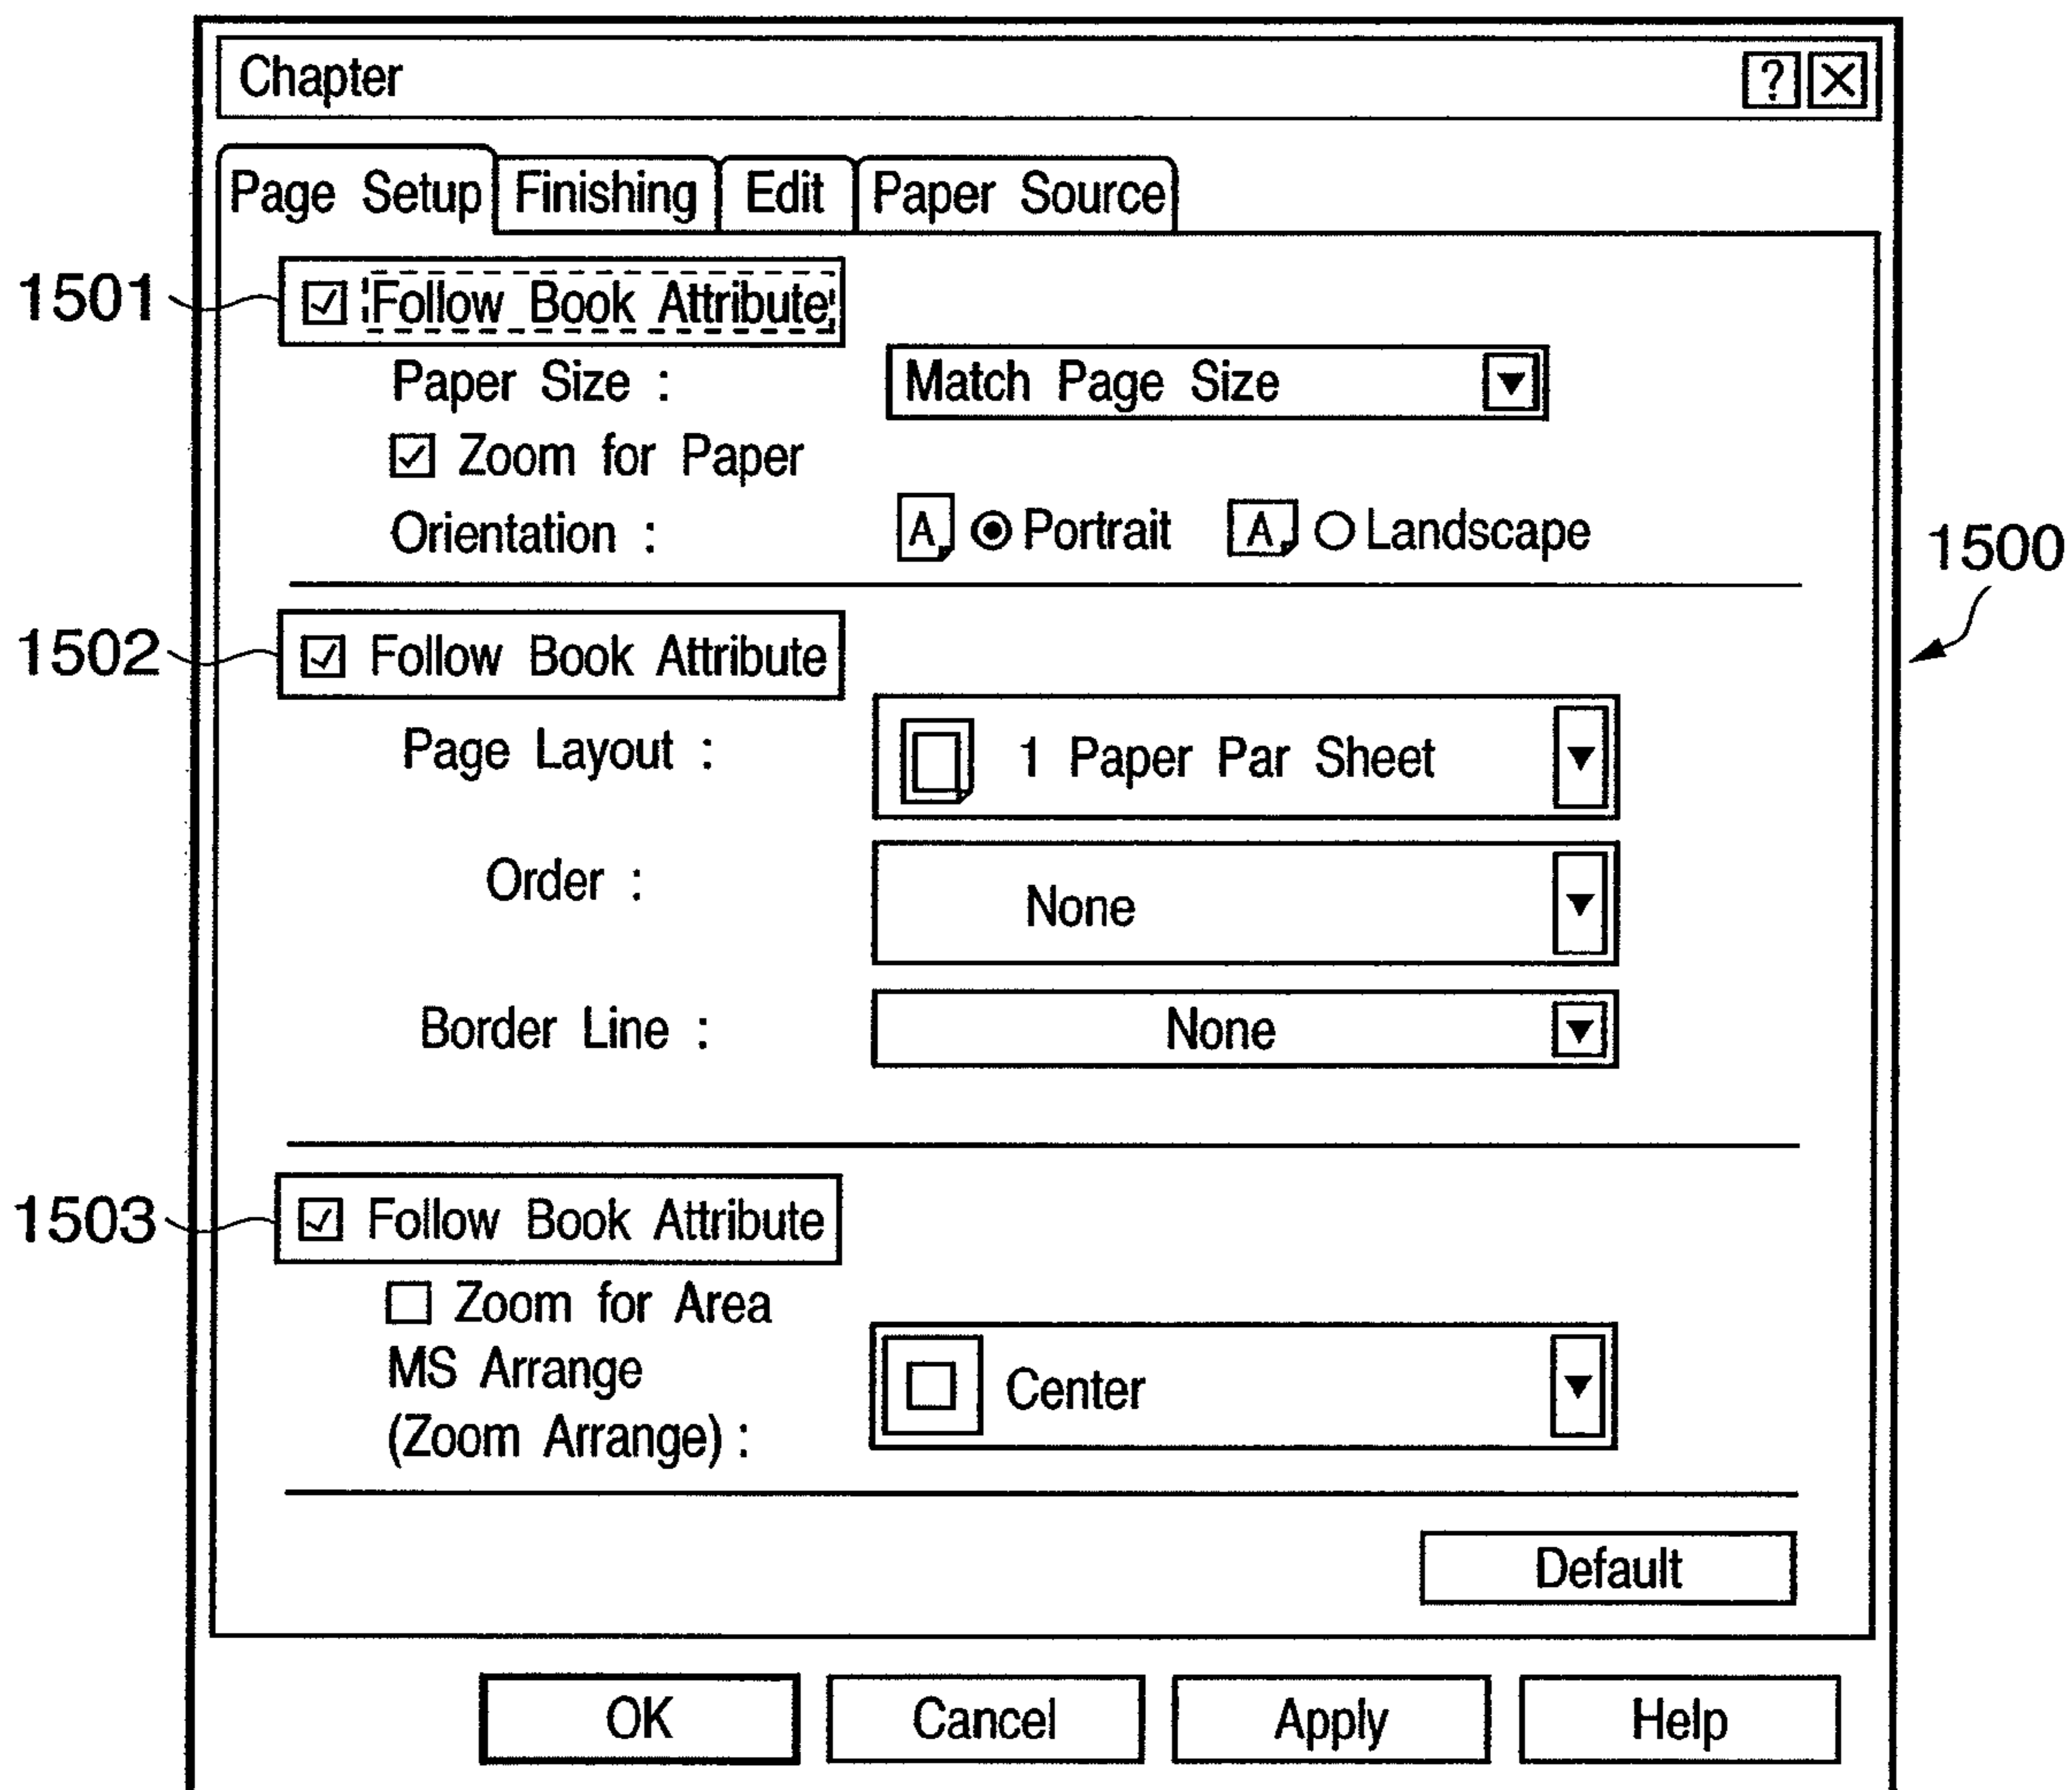 Chapter ?
Page Setup Finishing Edit Paper Source
1501 Follow Book Attribute
Paper Size : Match Page Size
Zoom for Paper
Orientation : A Portrait A Landscape
1500
1502 Follow Book Attribute
Page Layout : 1 Paper Par Sheet
Order : None
Border Line : None
1503 Follow Book Attribute
Zoom for Area
MS Arrange
(Zoom Arrange) : Center
Default
OK Cancel Apply Help